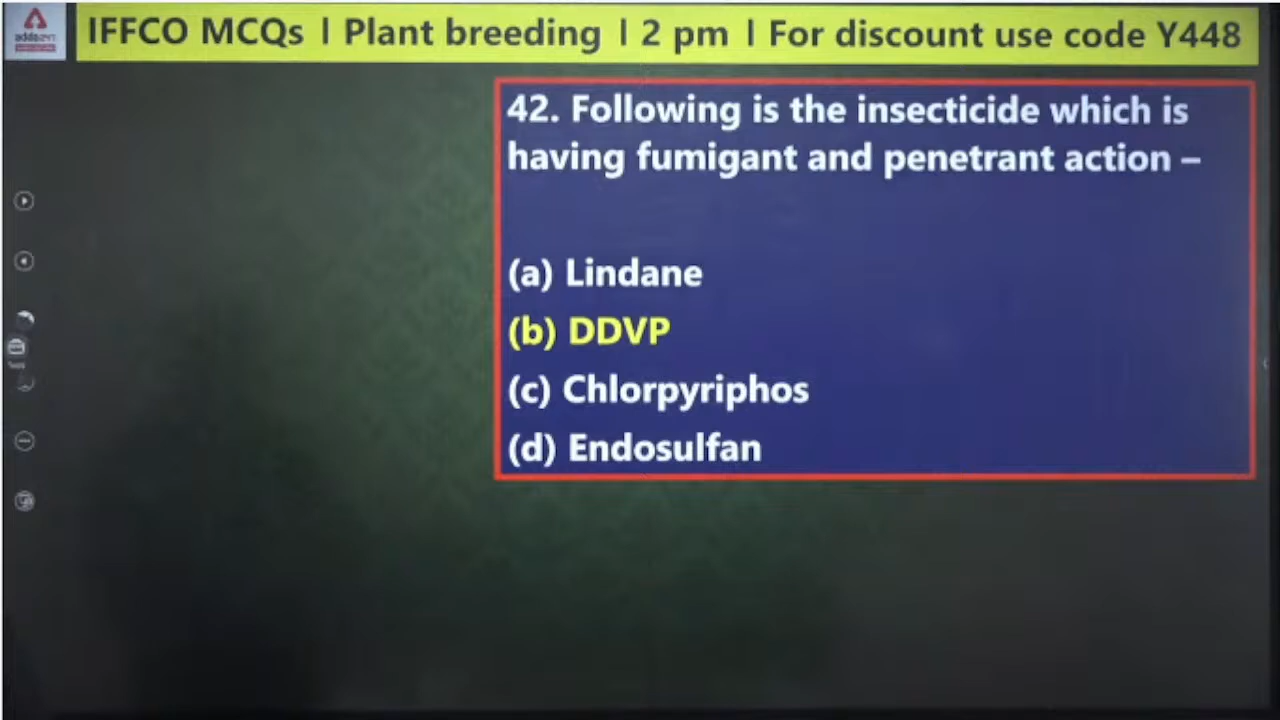 adda247
IFFCO MCQs I Plant breeding I 2 pm I For discount use code Y448
42. Following is the insecticide which is
having fumigant and penetrant action –
(a) Lindane
(b) DDVP
(c) Chlorpyriphos
(d) Endosulfan